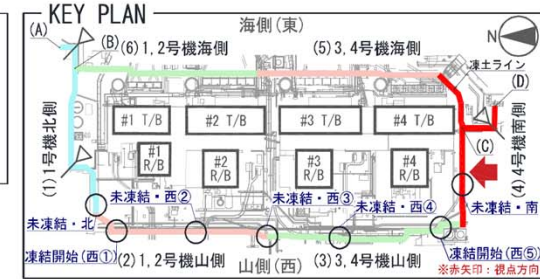 KEY PLAN
海側(東)
N
(A)
(B)
(6)1,2号機海側
(5)3,4号機海側
凍土ライン
(D)
#1 T/B
#2 T/B
#3 T/B
#4 T/B
(C)
(1)1号機北側
#1
R/B
#2
R/B
#3
R/B
#4
R/B
(4)4号機南側
未凍結・西②
未凍結・西③
未凍結・西④
未凍結・北
未凍結・南
凍結開始(西①)
(2)1,2号機山側
山側(西)
(3)3,4号機山側
凍結開始(西⑤)
※赤矢印：視点方向